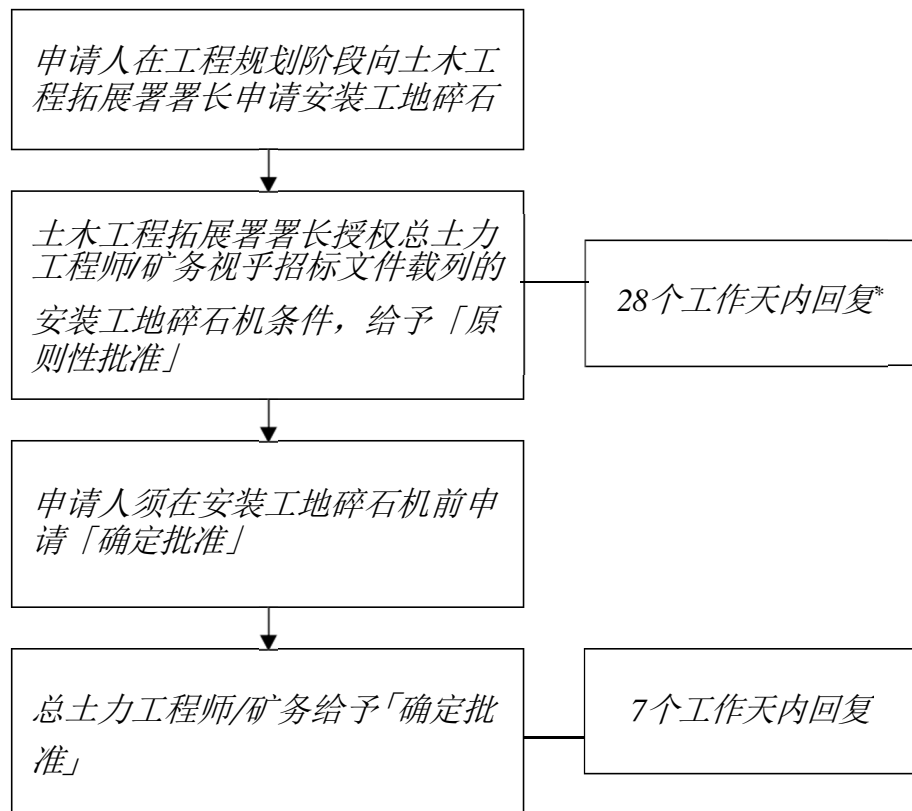 申请人在工程规划阶段向土木工
程拓展署署长申请安装工地碎石
土木工程拓展署署长授权总土力
工程师/矿务视乎招标文件载列的
安装工地碎石机条件，给予「原
则性批准」
28个工作天内回复*
申请人须在安装工地碎石机前申
请「确定批准」
总土力工程师/矿务给予「确定批
准」
7个工作天内回复